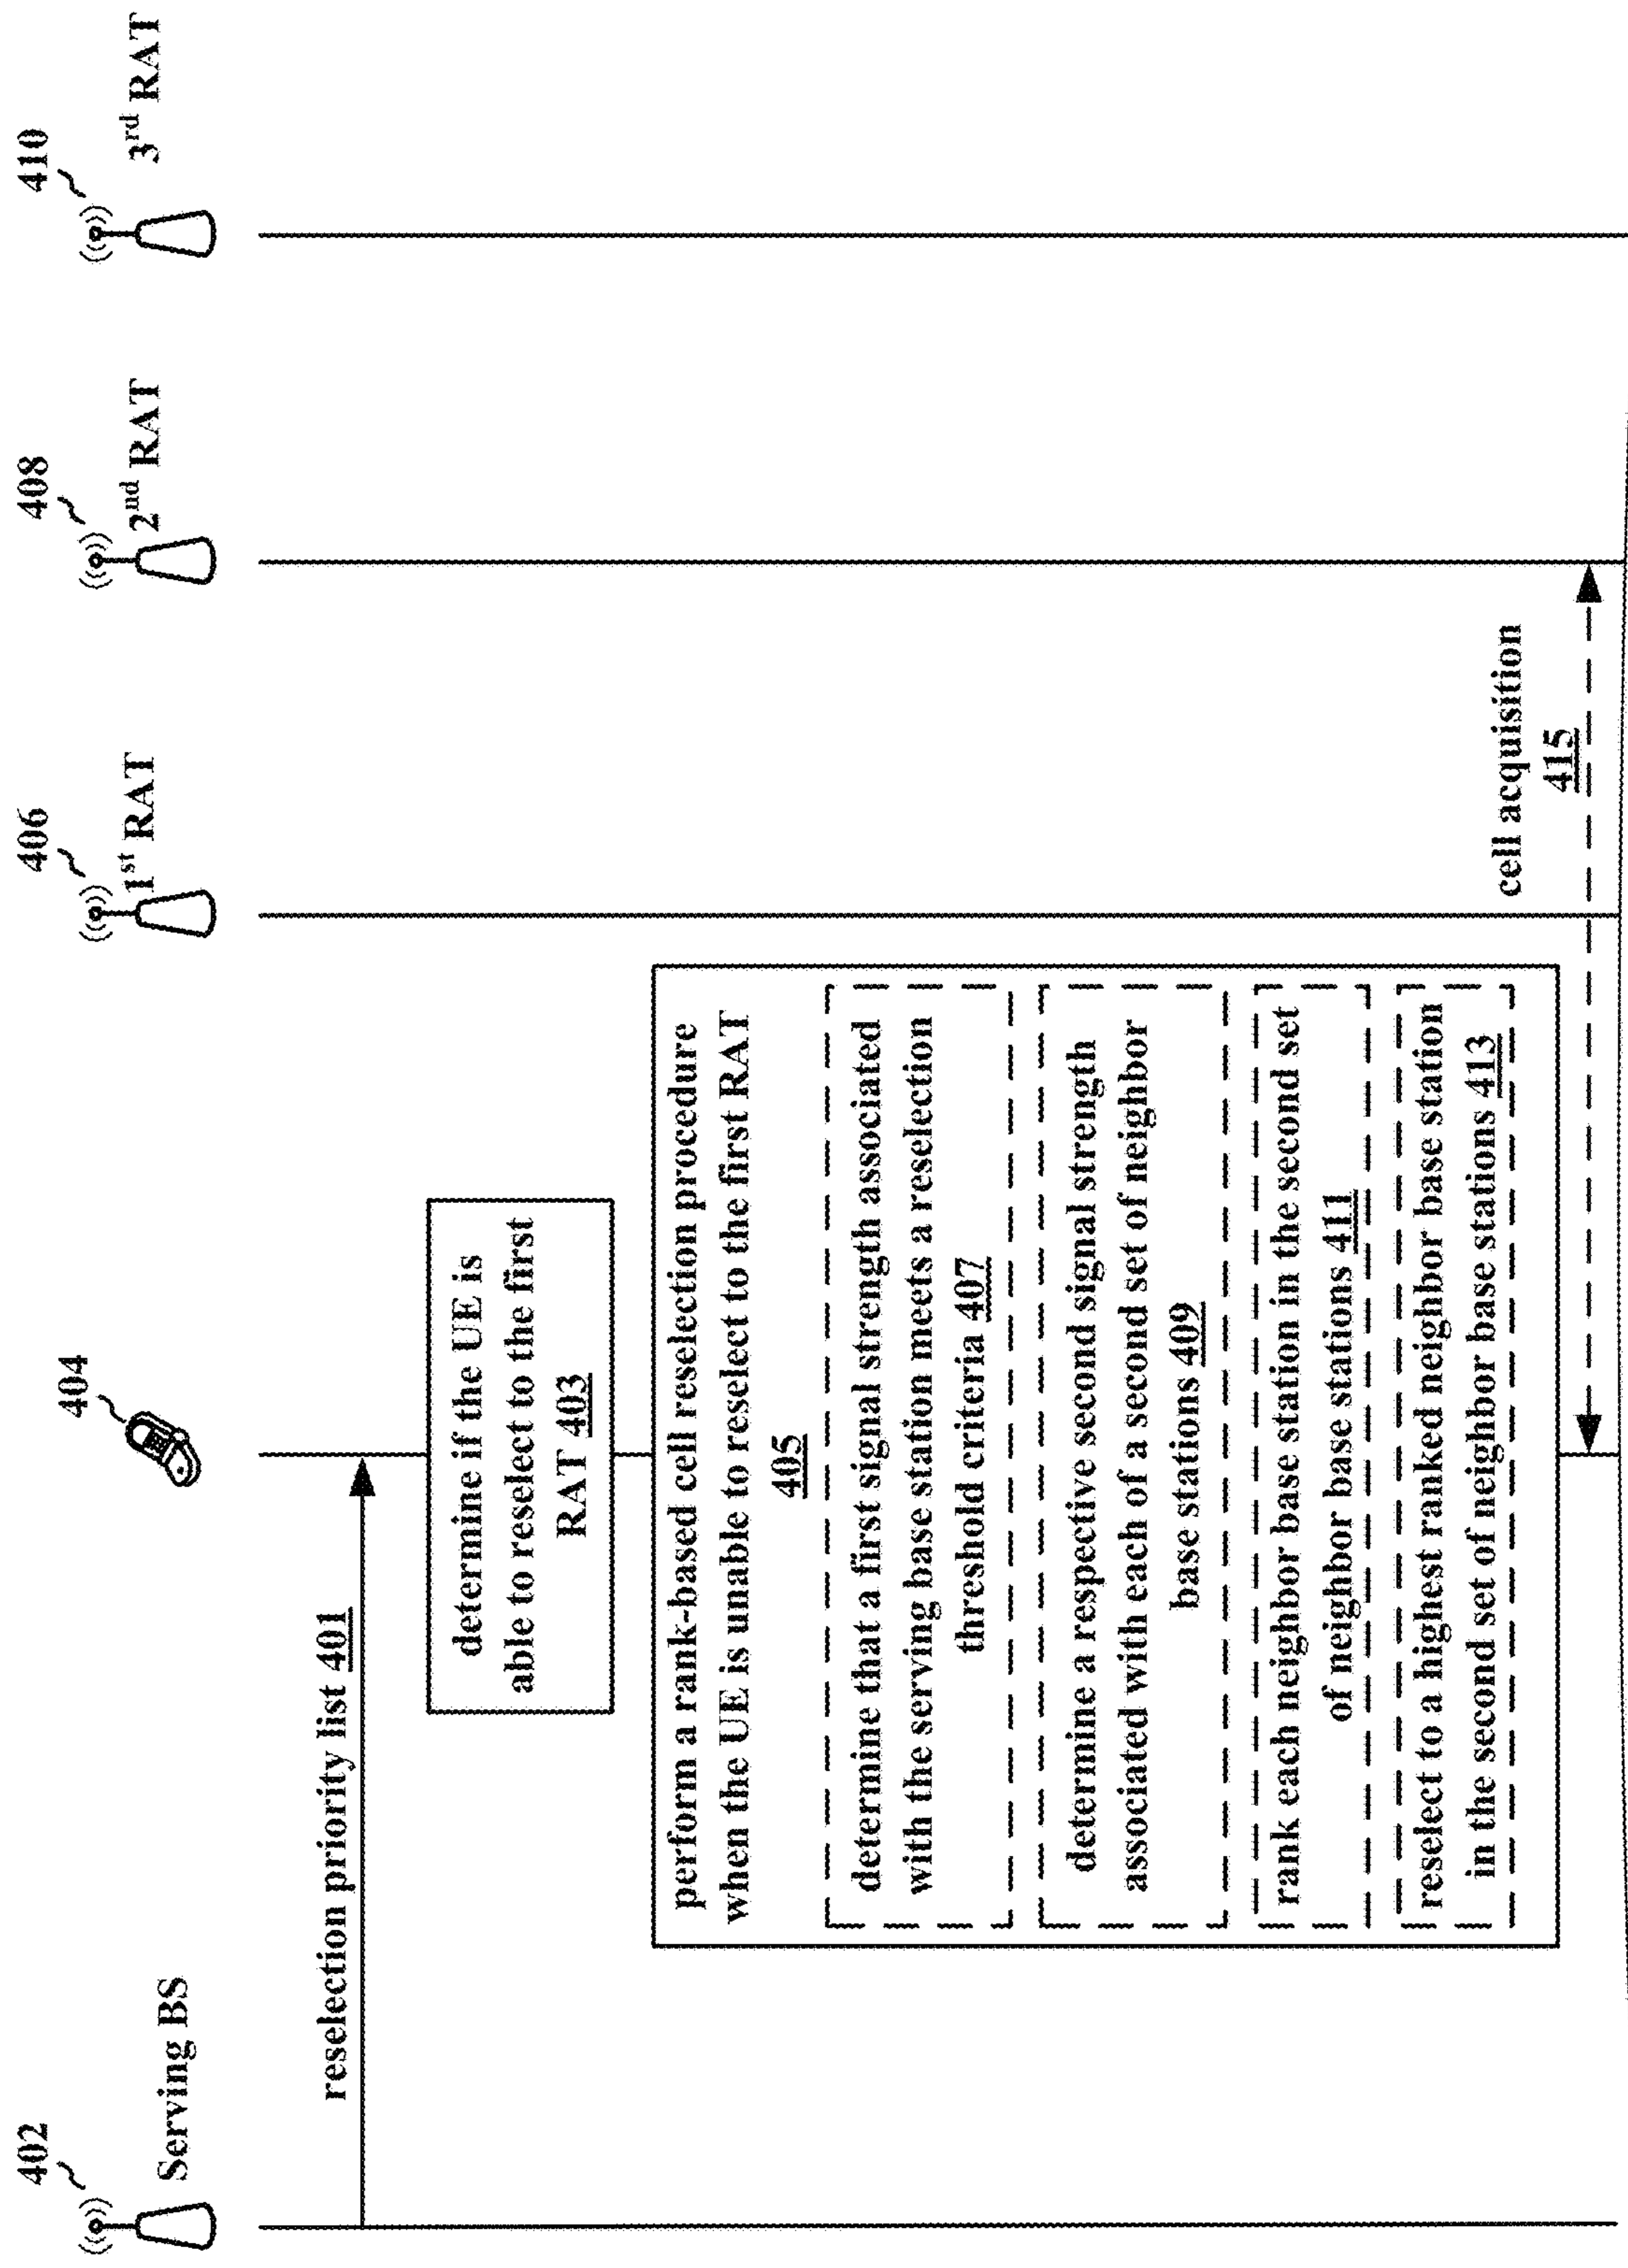 402
404
406
408
410
Serving BS
1st RAT
2nd RAT
3rd RAT
reselection priority list 401
determine if the UE is
able to reselect to the first
RAT 403
perform a rank-based cell reselection procedure
when the UE is unable to reselect to the first RAT
405
determine that a first signal strength associated
with the serving base station meets a reselection
threshold criteria 407
determine a respective second signal strength
associated with each of a second set of neighbor
base stations 409
rank each neighbor base station in the second set
of neighbor base stations 411
reselect to a highest ranked neighbor base station
in the second set of neighbor base stations 413
cell acquisition
415